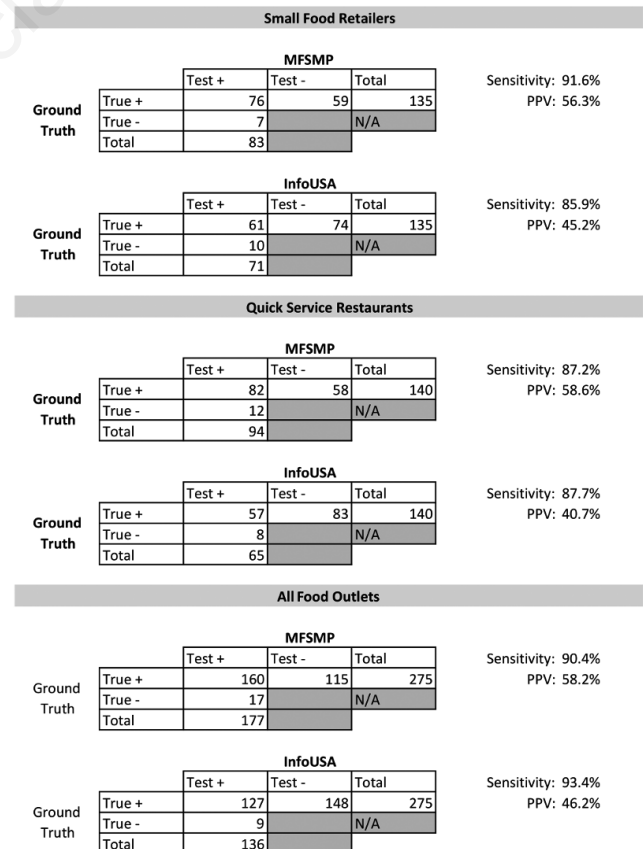 Small Food Retailers
MFSMP
Test + Test - Total Sensitivity: 91.6%
True + 76 59 135 PPV: 56.3%
Ground Truth
True - 7 N/A
Total 83
InfoUSA
Test + Test - Total Sensitivity: 85.9%
True + 61 74 135 PPV: 45.2%
Ground Truth
True - 10 N/A
Total 71
Quick Service Restaurants
MFSMP
Test + Test - Total Sensitivity: 87.2%
True + 82 58 140 PPV: 58.6%
Ground Truth
True - 12 N/A
Total 94
InfoUSA
Test + Test - Total Sensitivity: 87.7%
True + 57 83 140 PPV: 40.7%
Ground Truth
True - 8 N/A
Total 65
All Food Outlets
MFSMP
Test + Test - Total Sensitivity: 90.4%
True + 160 115 275 PPV: 58.2%
Ground Truth
True - 17 N/A
Total 177
InfoUSA
Test + Test - Total Sensitivity: 93.4%
True + 127 148 275 PPV: 46.2%
Ground Truth
True - 9 N/A
Total 136